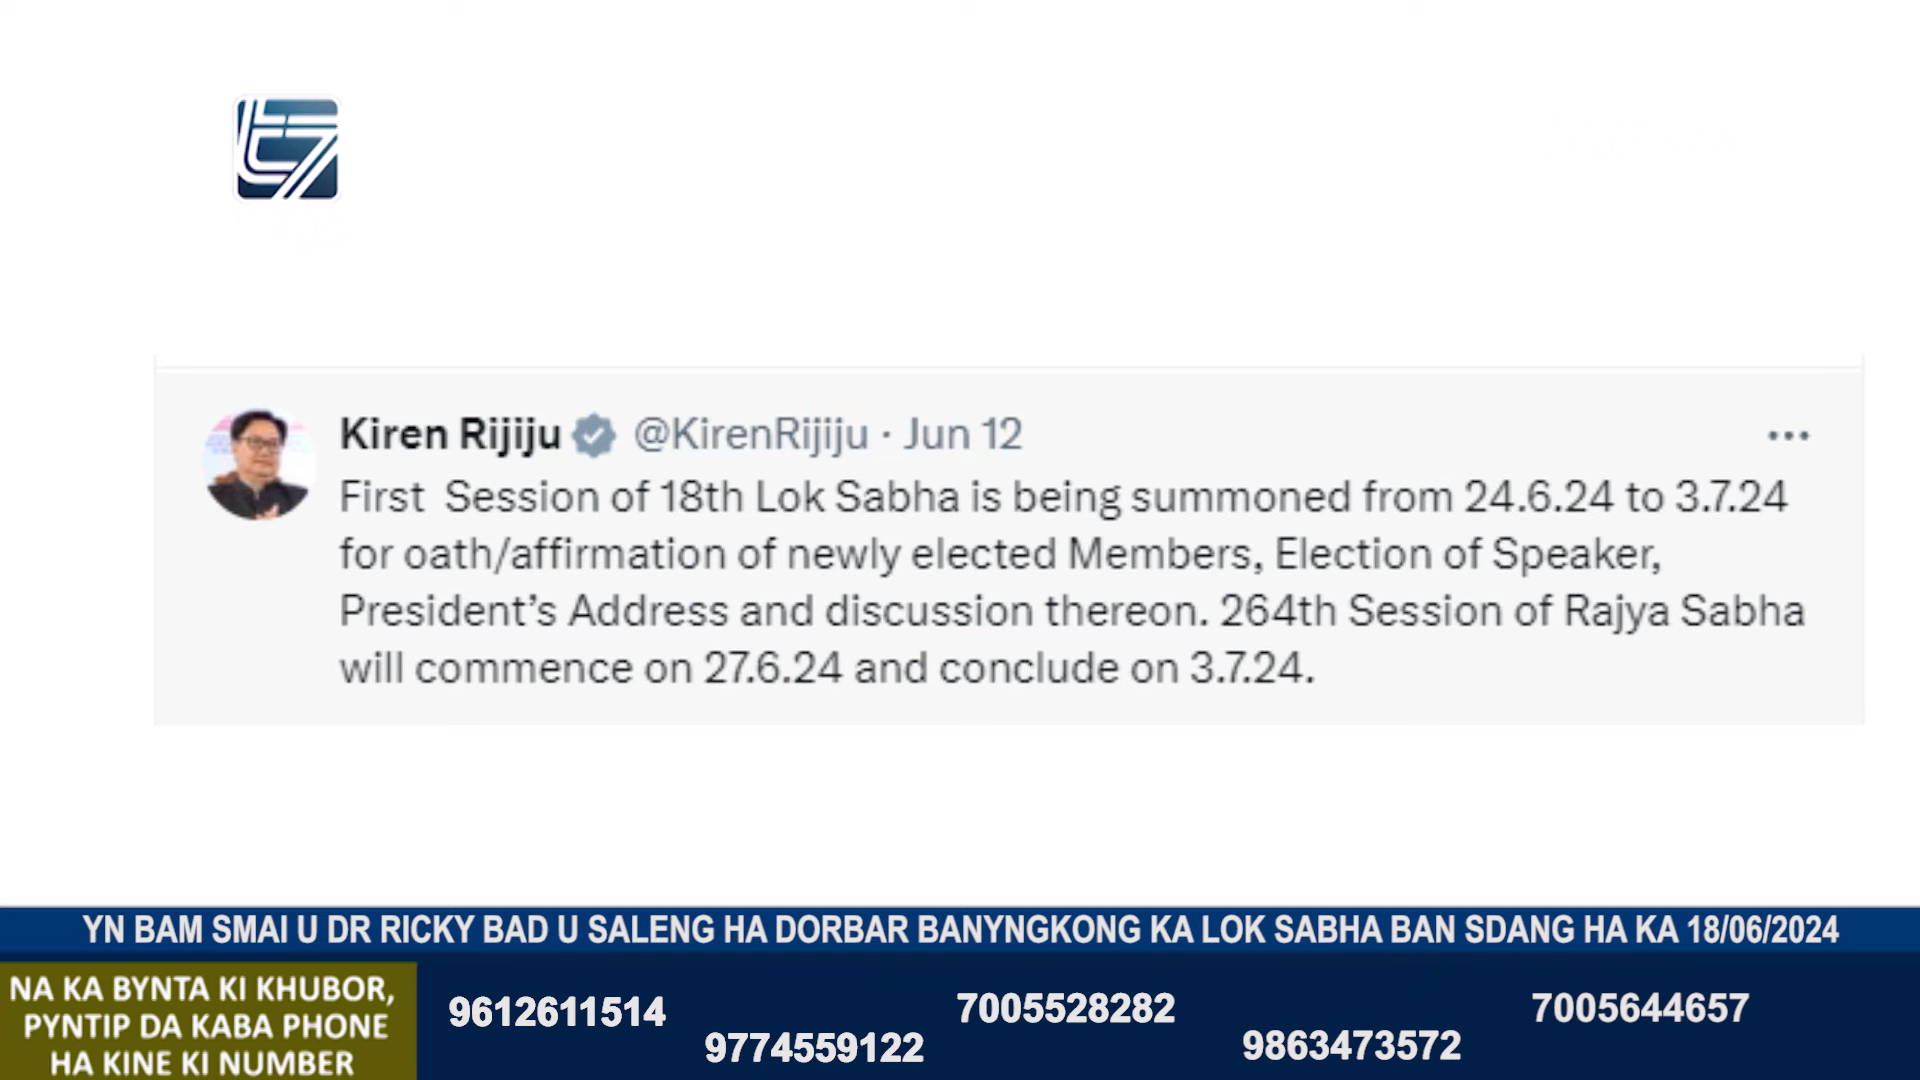 Kiren Rijiju @KirenRijiju · Jun 12
First Session of 18th Lok Sabha is being summoned from 24.6.24 to 3.7.24
for oath/affirmation of newly elected Members, Election of Speaker,
President’s Address and discussion thereon. 264th Session of Rajya Sabha
will commence on 27.6.24 and conclude on 3.7.24.
YN BAM SMAI U DR RICKY BAD U SALENG HA DORBAR BANYNGKONG KA LOK SABHA BAN SDANG HA KA 18/06/2024
NA KA BYNTA KI KHUBOR,
PYNTIP DA KABA PHONE
HA KINE KI NUMBER
9612611514
9774559122
7005528282
9863473572
7005644657